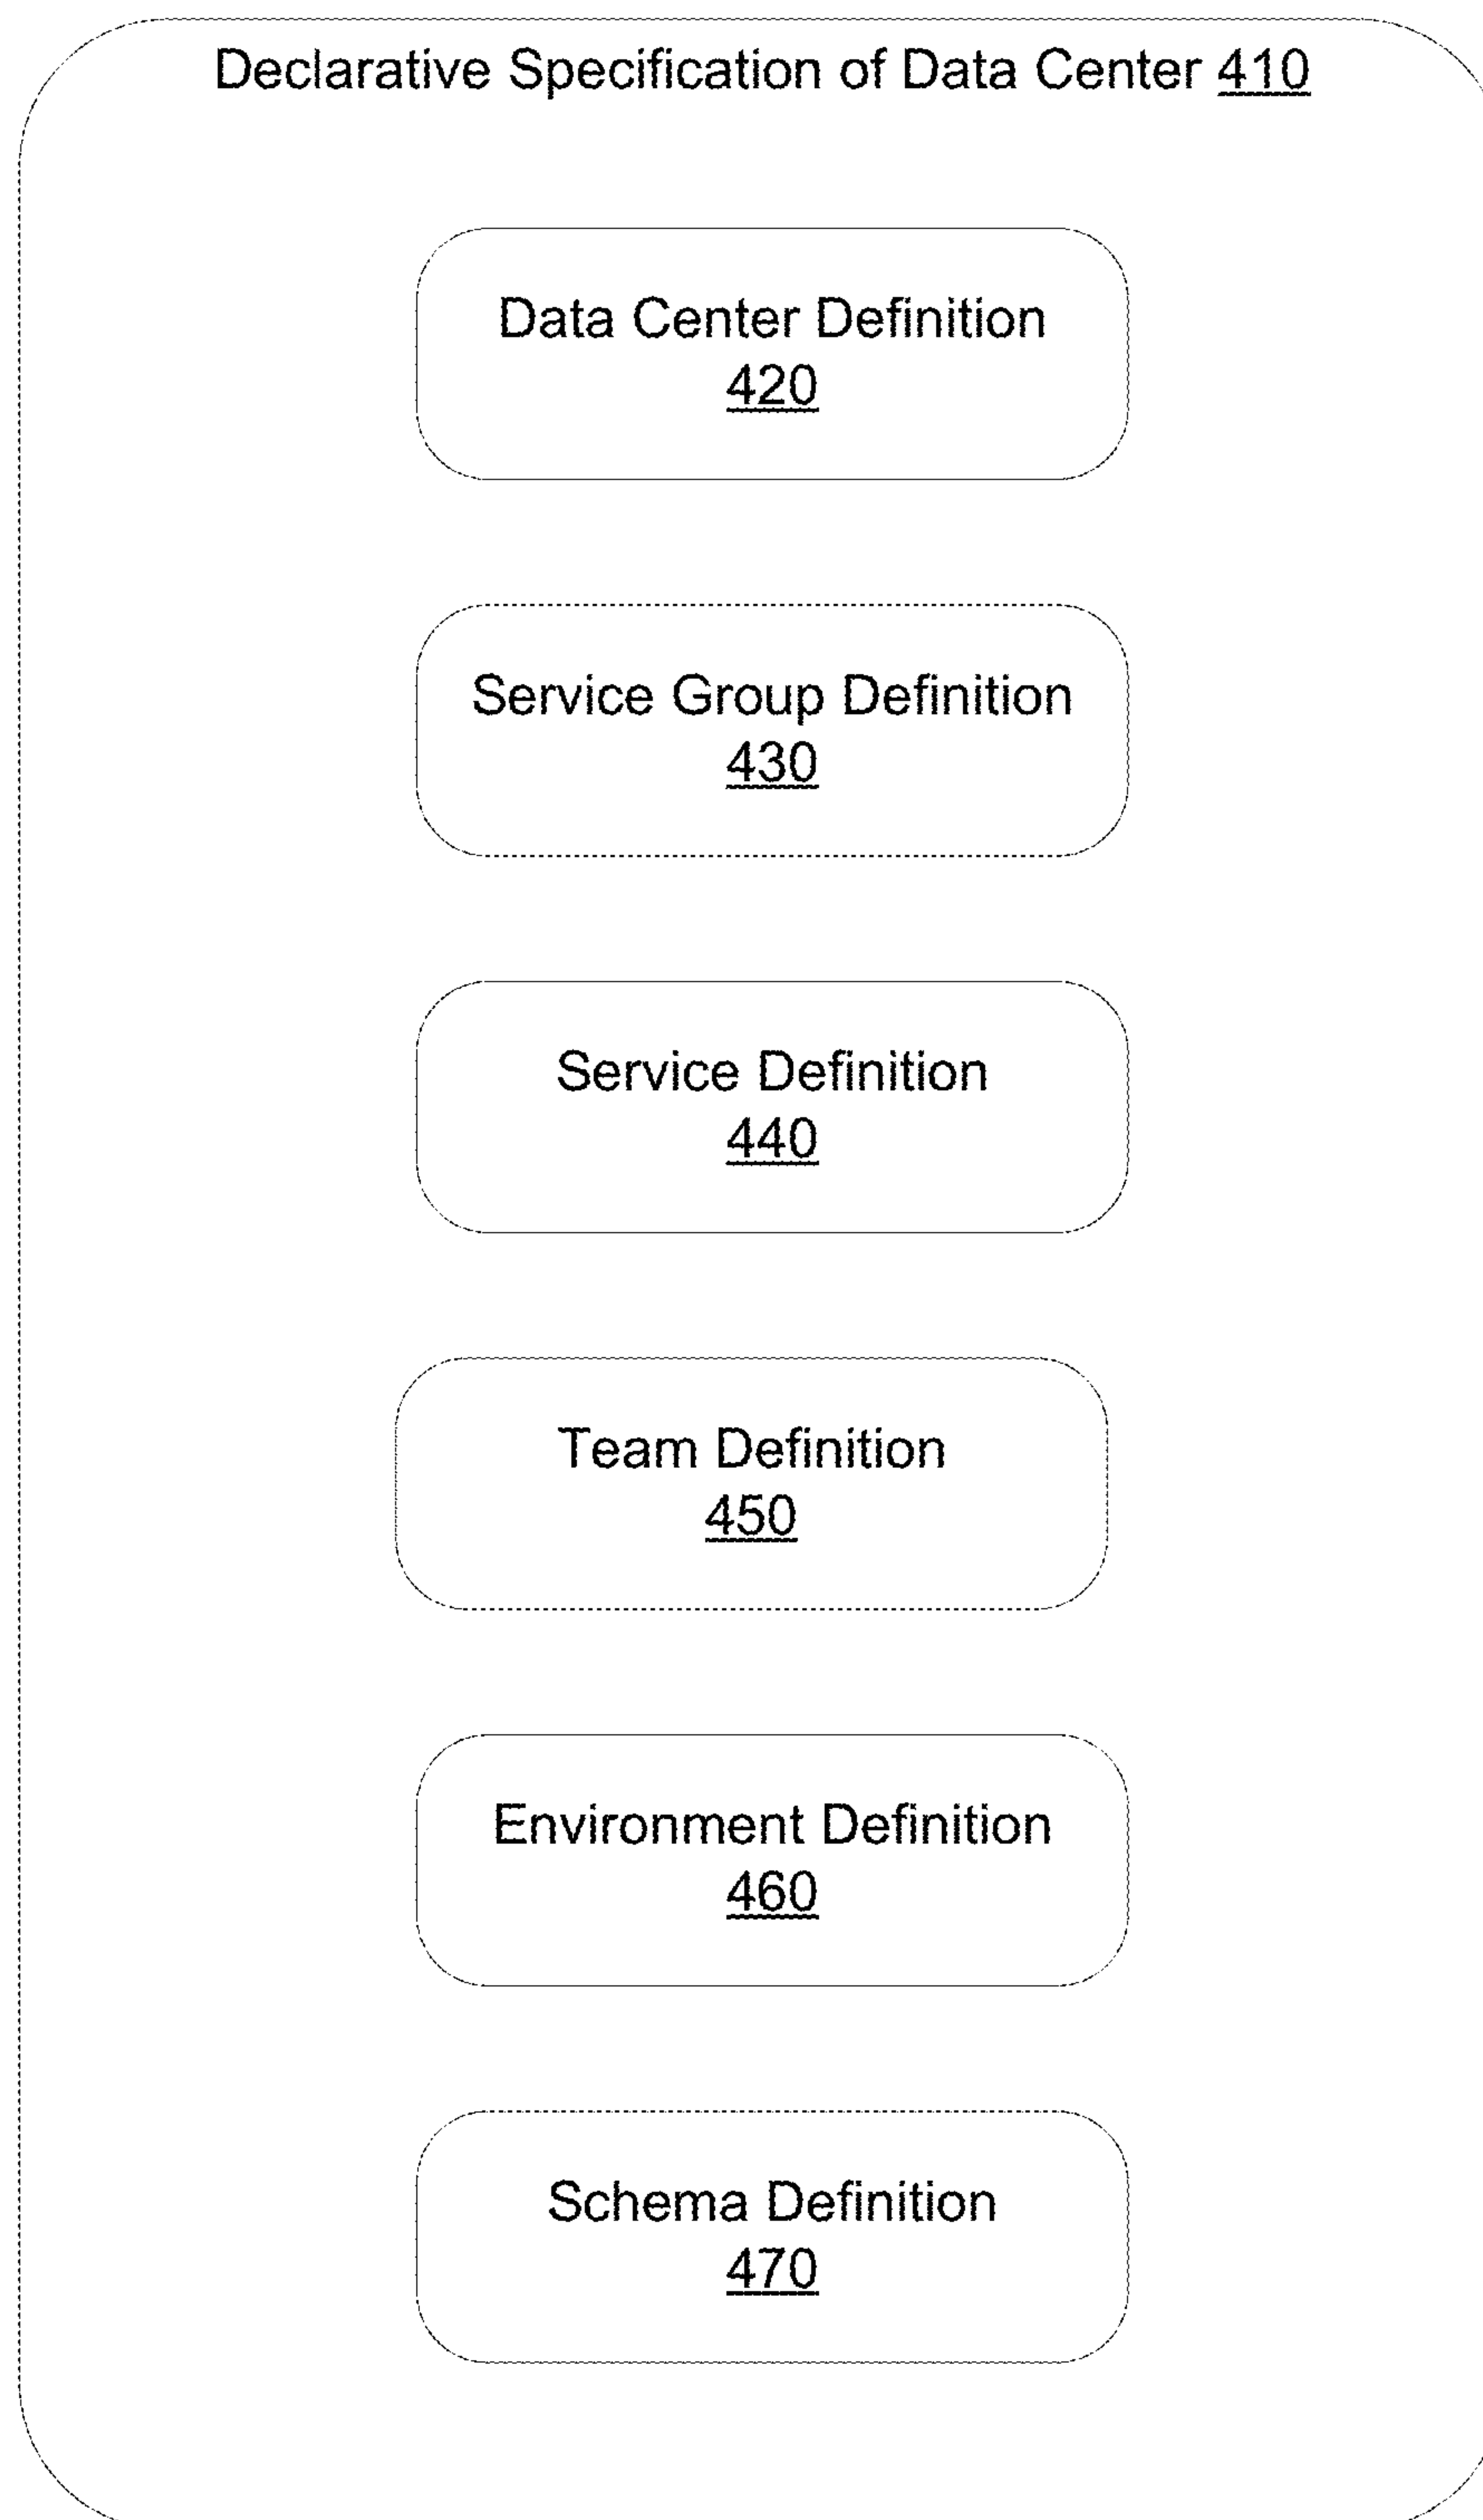 Declarative Specification of Data Center 410
Data Center Definition
420
Service Group Definition
430
Service Definition
440
Team Definition
450
Environment Definition
460
Schema Definition
470